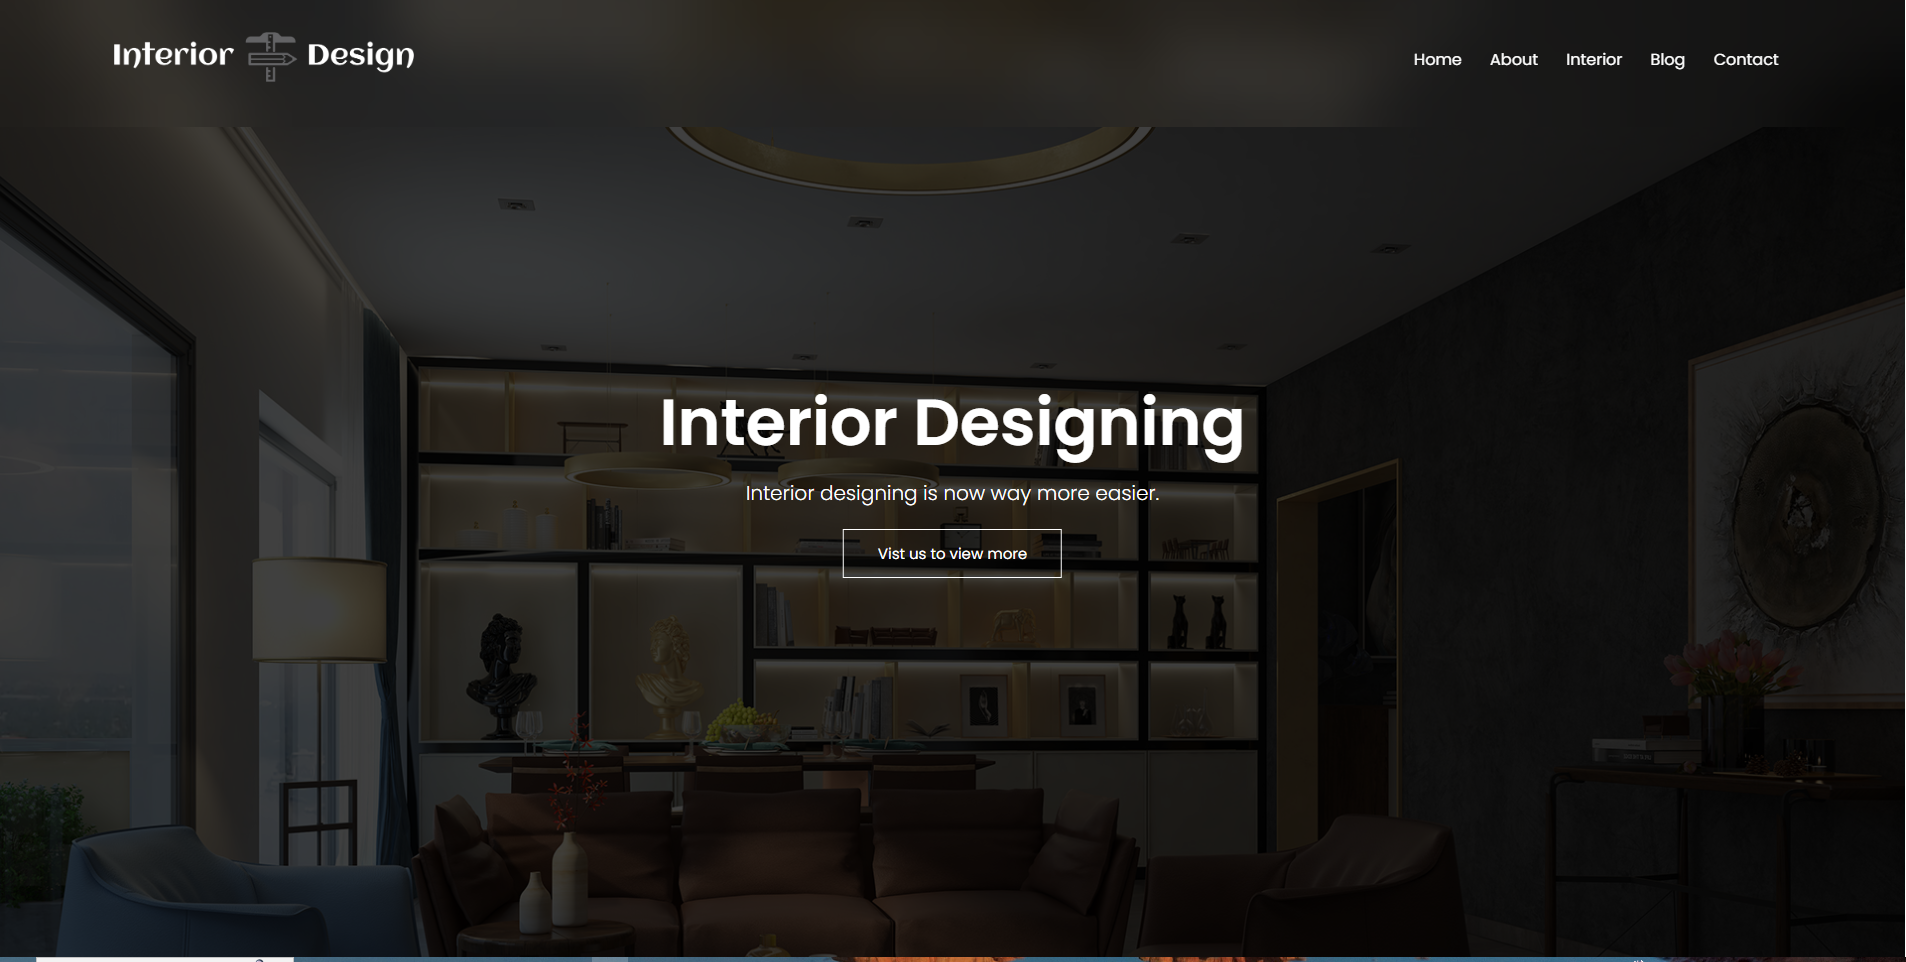 Interior Design
Home About Interior Blog Contact
Interior Designing
Interior designing is now way more easier.
Vist us to view more